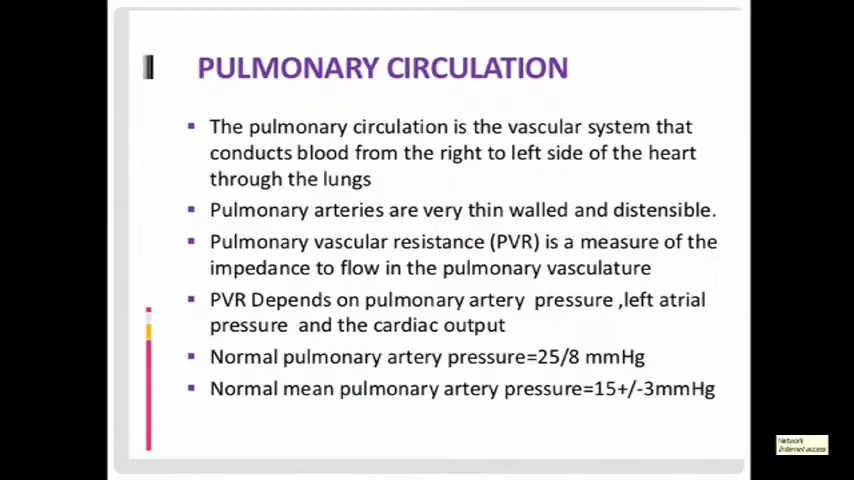 PULMONARY CIRCULATION
▪ The pulmonary circulation is the vascular system that
conducts blood from the right to left side of the heart
through the lungs
▪ Pulmonary arteries are very thin walled and distensible.
▪ Pulmonary vascular resistance (PVR) is a measure of the
impedance to flow in the pulmonary vasculature
▪ PVR Depends on pulmonary artery  pressure ,left atrial
pressure  and the cardiac output
▪ Normal pulmonary artery pressure=25/8 mmHg
▪ Normal mean pulmonary artery pressure=15+/-3mmHg
Network
Internet access